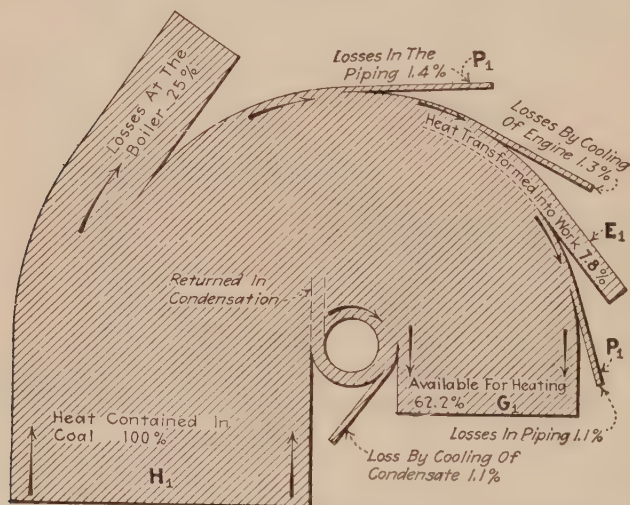 Losses At The
Boiler 25%
Losses In The
Piping 1.4%
P₁
Losses By Cooling
Of Engine 1.3%
Heat Transformed Into Work 7.8%
E₁
Returned In
Condensation
P₁
Available For Heating
62.2% G₁
Heat Contained In
Coal 100%
Losses In Piping 1.1%
Loss By Cooling Of
Condensate 1.1%
H₁